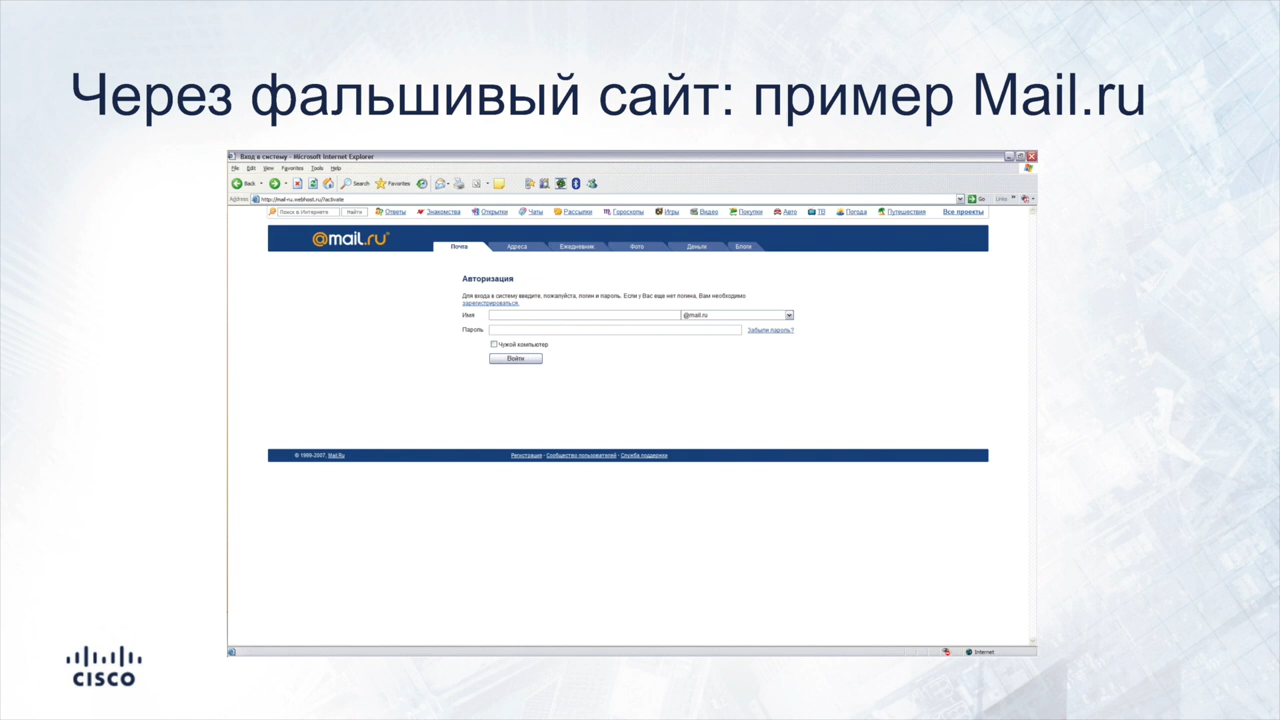 Через фальшивый сайт: пример Mail.ru
Вход в систему - Microsoft Internet Explorer
File Edit View Favorites Tools Help
Back Search Favorites
Address http://mail-ru.webhost.ru/?activate Go Links »
Поиск в Интернете Найти Ответы Знакомства Открытки Чаты Рассылки Гороскопы Игры Видео Покупки Авто ТВ Погода Путешествия Все проекты
@mail.ru
Почта Адреса Ежедневник Фото Деньги Блоги
Авторизация
Для входа в систему введите, пожалуйста, логин и пароль. Если у Вас еще нет логина, Вам необходимо
зарегистрироваться.
Имя @mail.ru
Пароль Забыли пароль?
Чужой компьютер
Войти
© 1999-2007, Mail.Ru Регистрация - Сообщество пользователей - Служба поддержки
Internet
CISCO